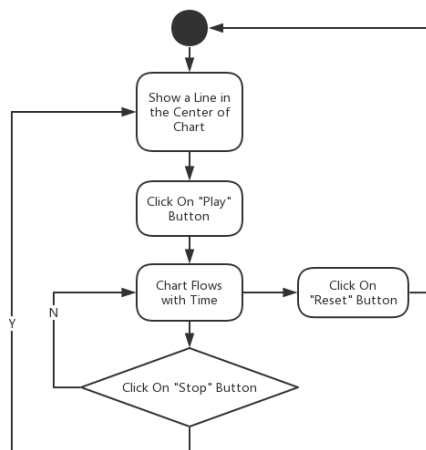 Show a Line in
the Center of
Chart
Click On "Play"
Button
Chart Flows
with Time
Click On
"Reset" Button
N
Y
Click On "Stop" Button